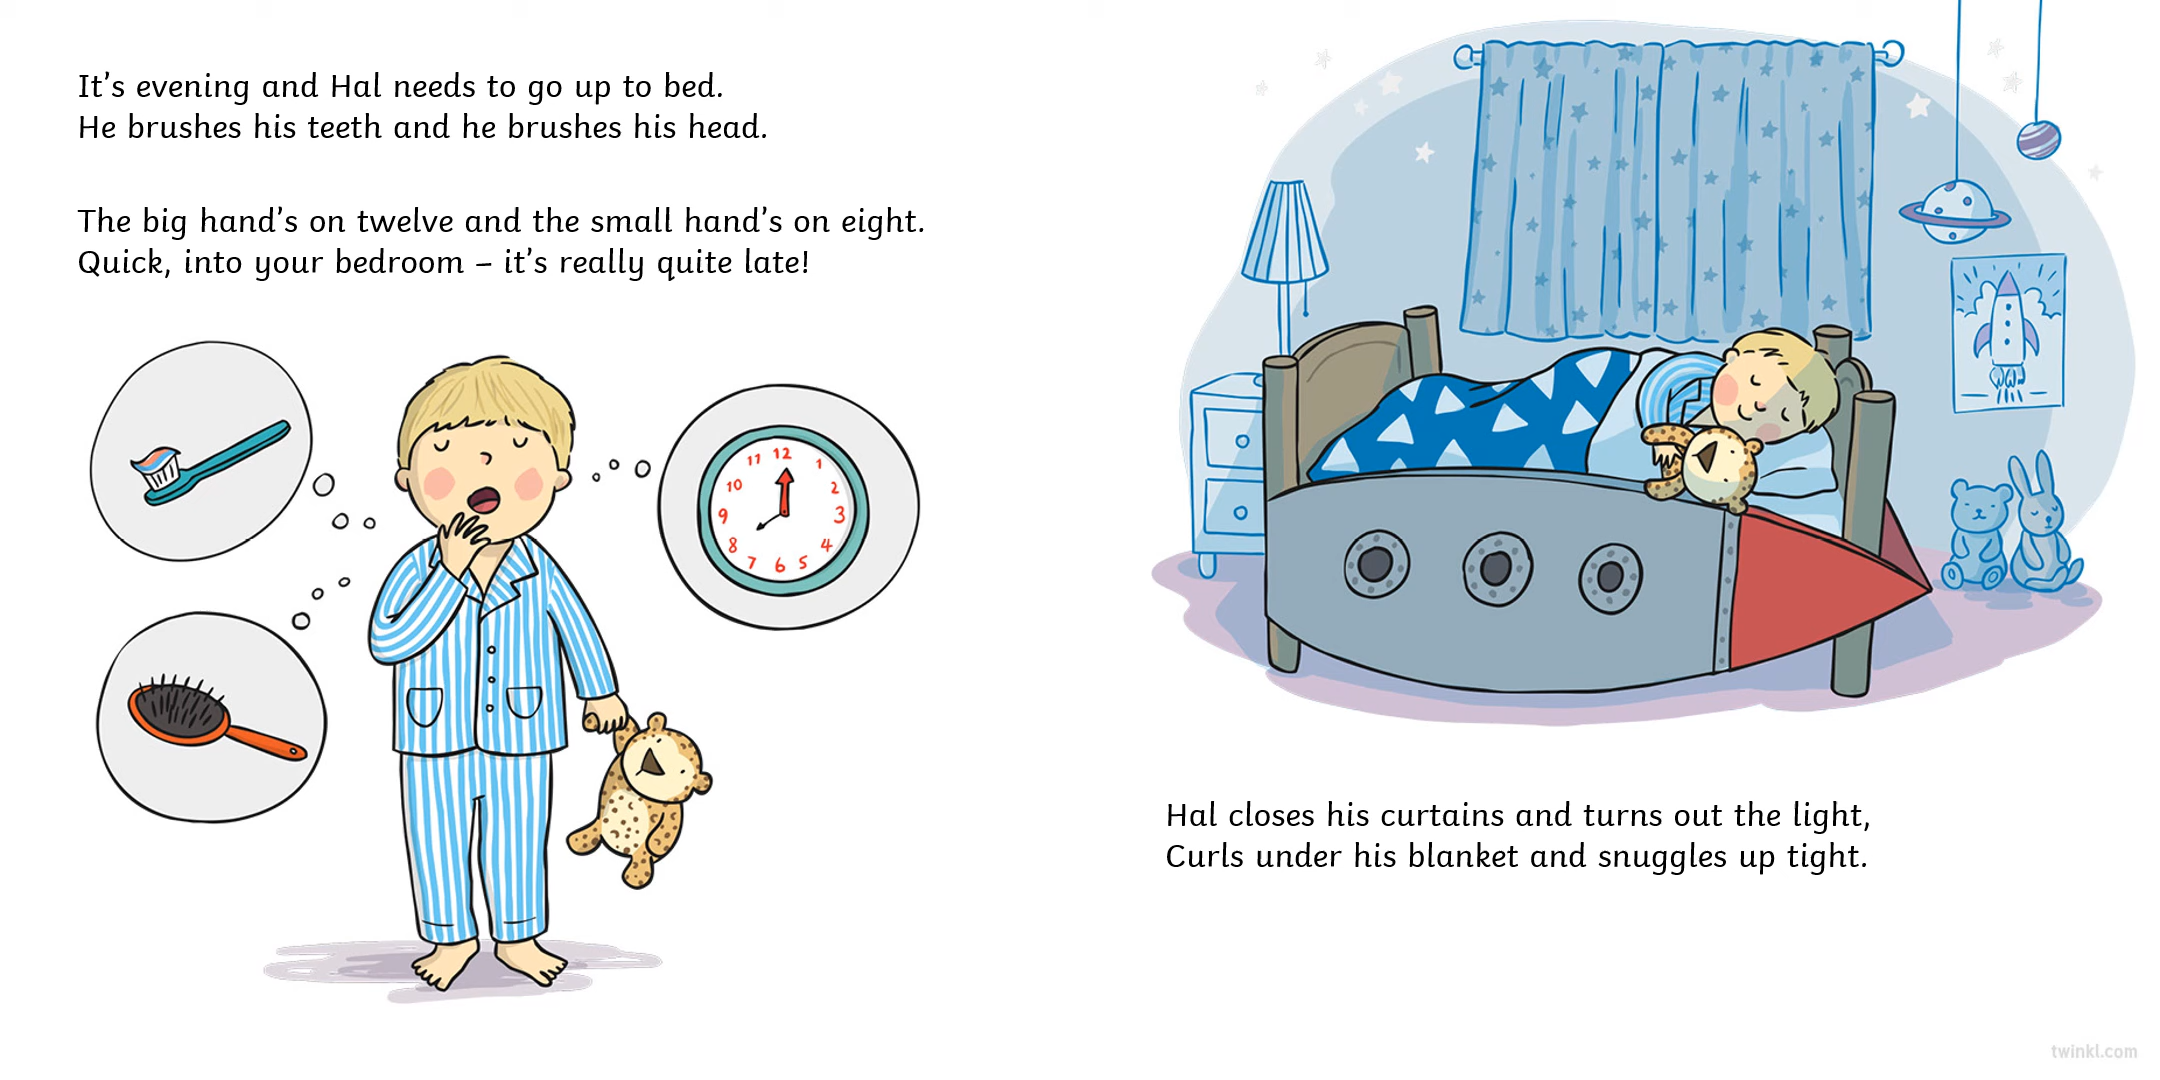 It's evening and Hal needs to go up to bed.
He brushes his teeth and he brushes his head.
The big hand's on twelve and the small hand's on eight.
Quick, into your bedroom – it's really quite late!
11 12 1
10 2
9 3
8 4
7 6 5
Hal closes his curtains and turns out the light,
Curls under his blanket and snuggles up tight.
twinkl.com